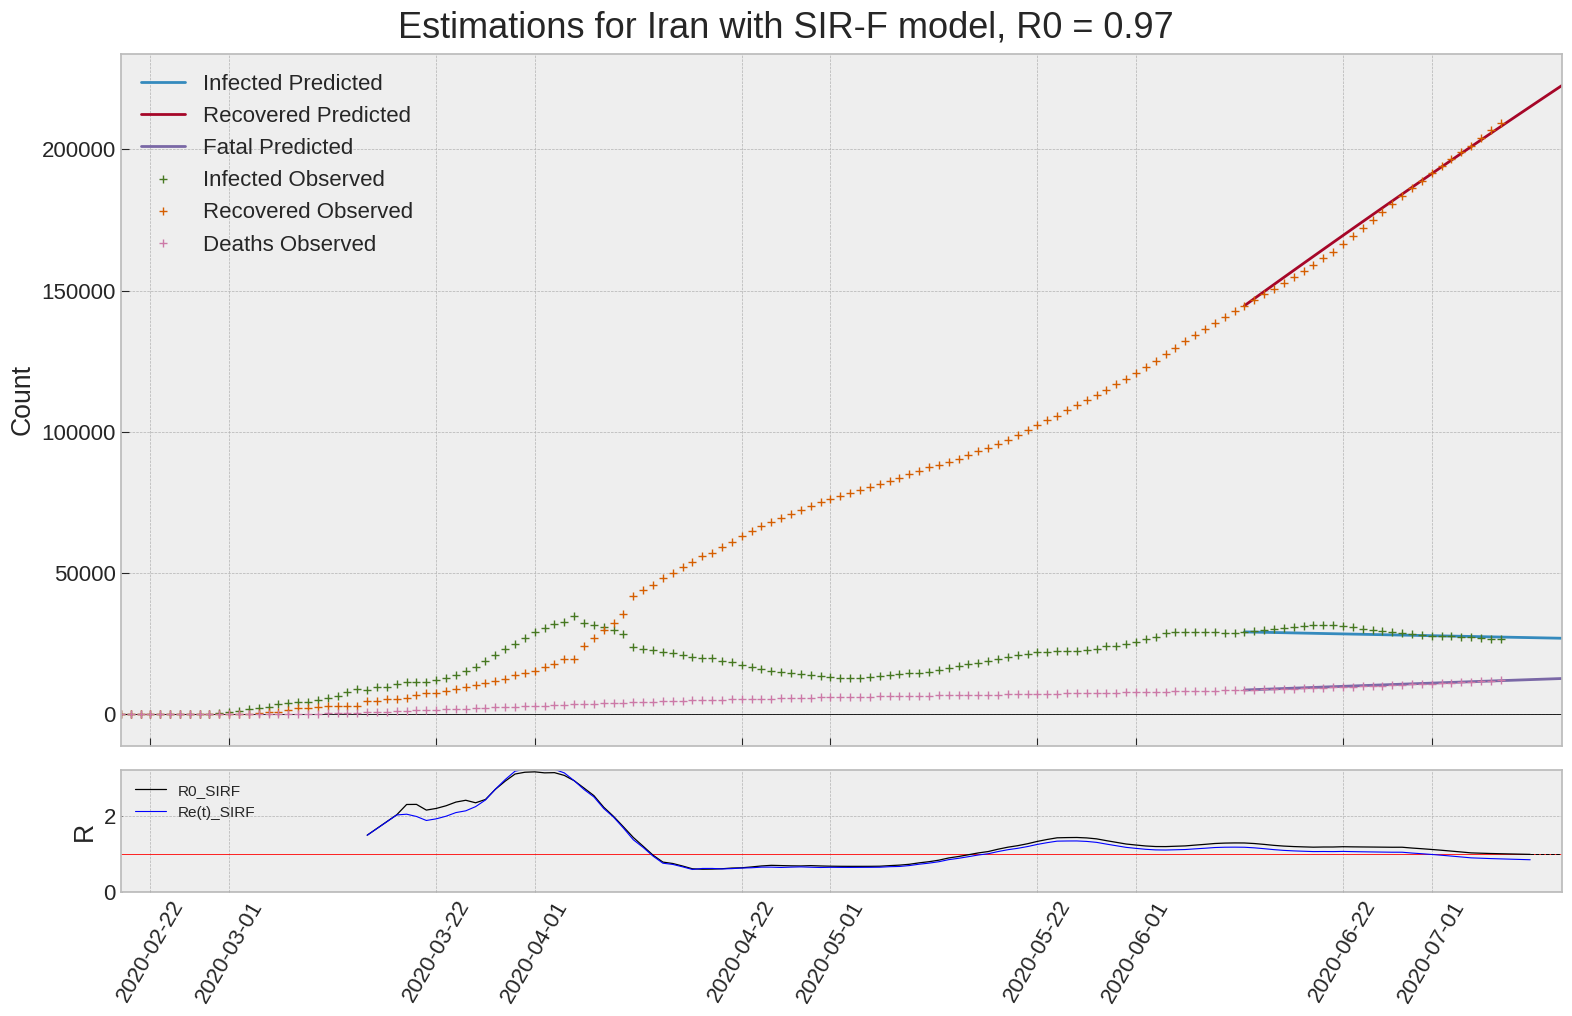 Estimations for Iran with SIR-F model, R0 = 0.97
Infected Predicted
Recovered Predicted
Fatal Predicted
Infected Observed
Recovered Observed
Deaths Observed
Count
200000
150000
100000
50000
0
R0_SIRF
Re(t)_SIRF
R
2
0
2020-02-22
2020-03-01
2020-03-22
2020-04-01
2020-04-22
2020-05-01
2020-05-22
2020-06-01
2020-06-22
2020-07-01